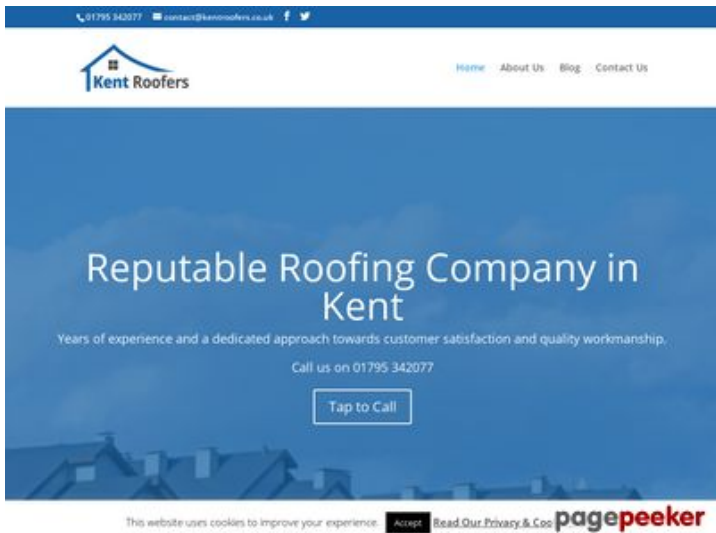 01795 342077 contact@kentroofers.co.uk
Kent Roofers
Home About Us Blog Contact Us
Reputable Roofing Company in
Kent
Years of experience and a dedicated approach towards customer satisfaction and quality workmanship.
Call us on 01795 342077
Tap to Call
This website uses cookies to improve your experience. Accept Read Our Privacy & Coo
pagepeeker